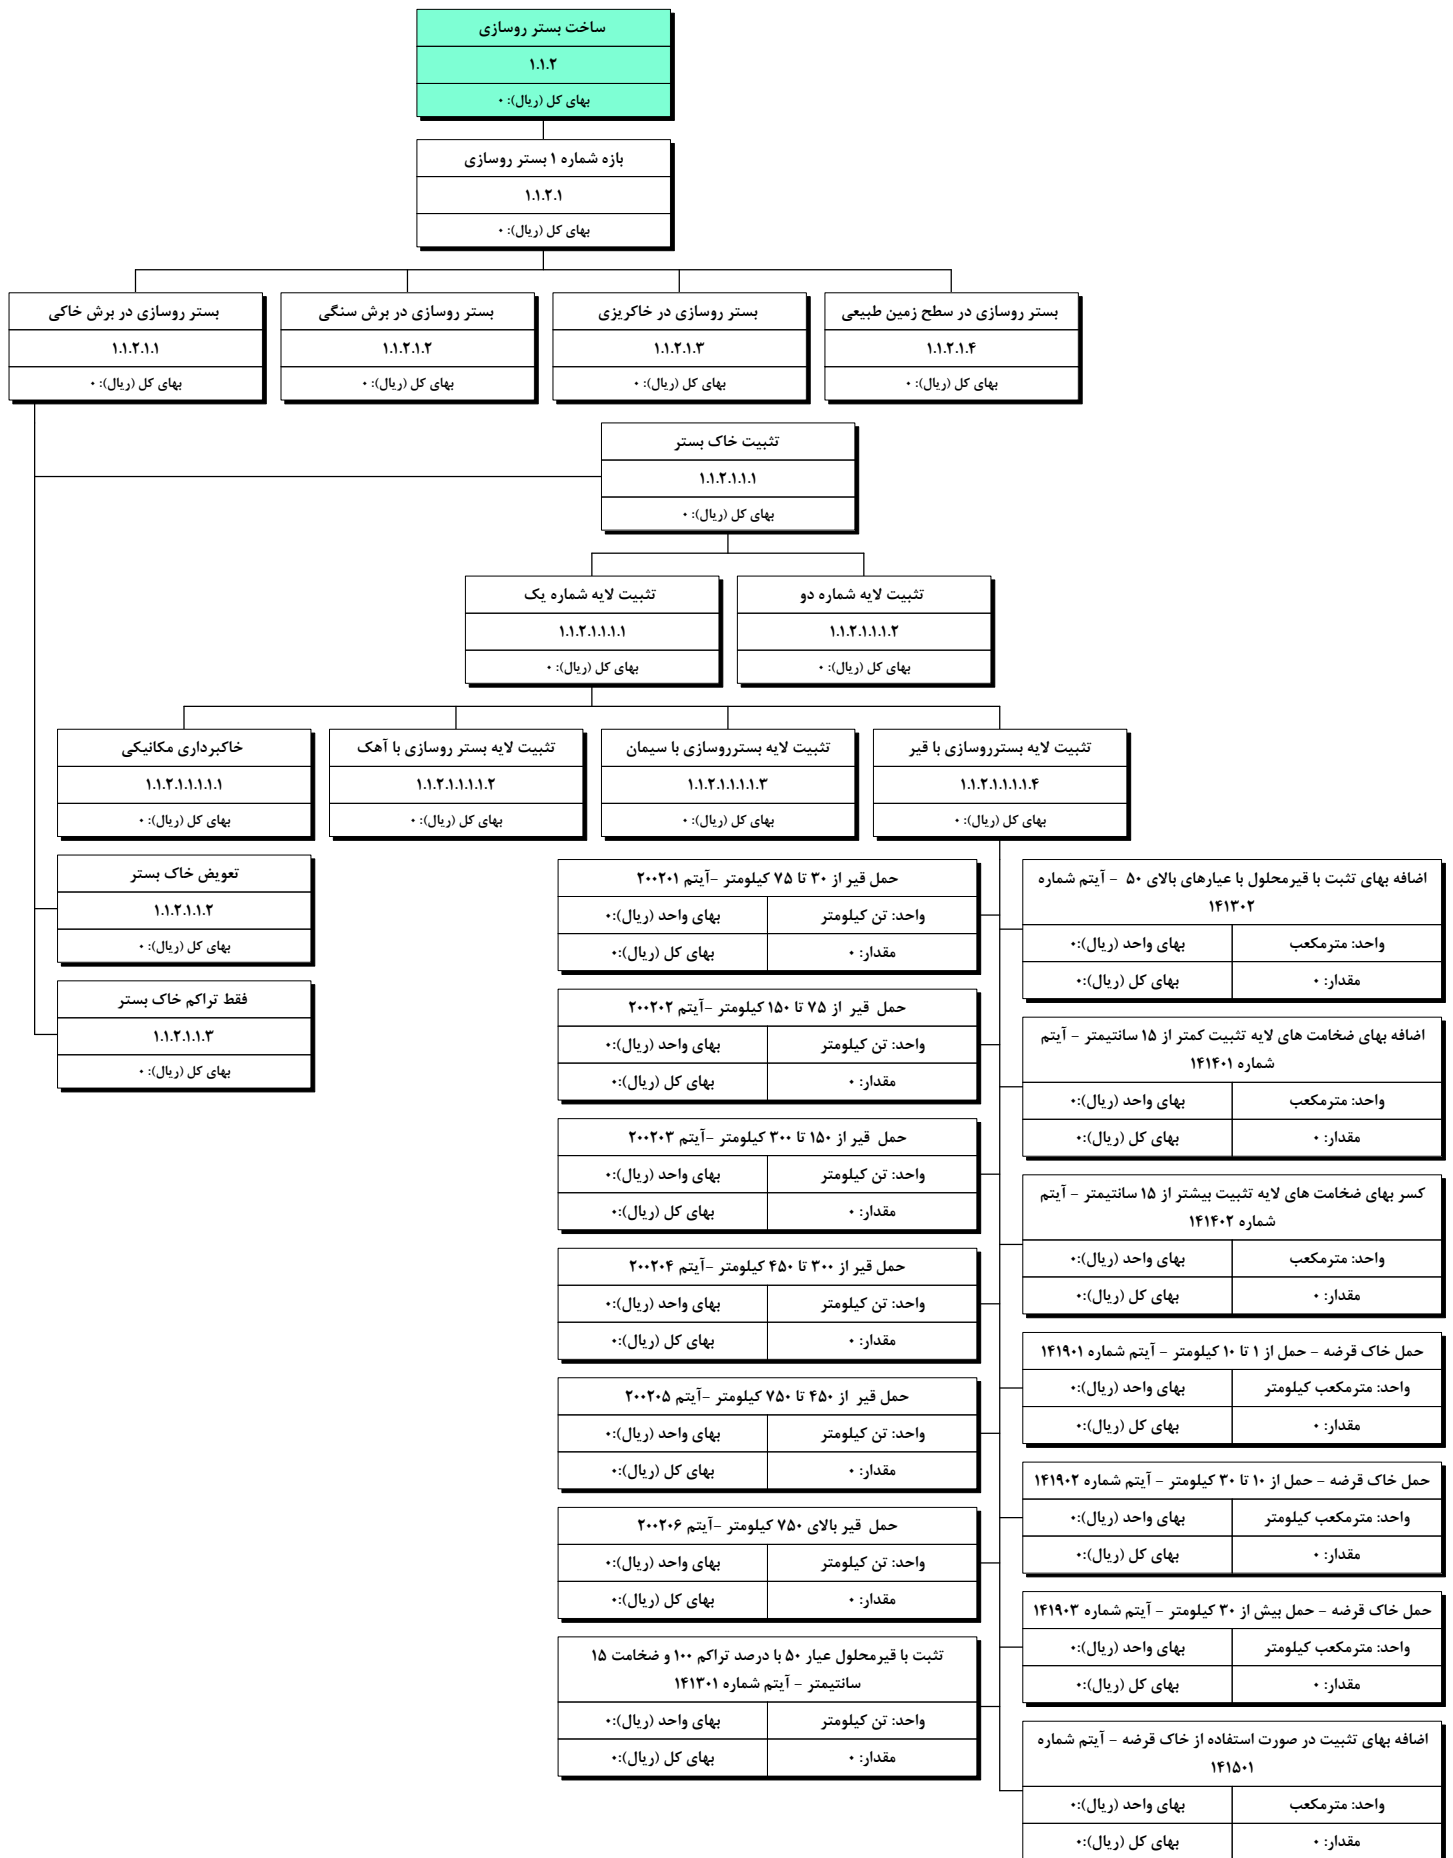 ساخت بستر روسازی
۱.۱.۲
بهای کل (ریال): ۰
بازه شماره ۱ بستر روسازی
۱.۱.۲.۱
بهای کل (ریال): ۰
بستر روسازی در سطح زمین طبیعی
۱.۱.۲.۱.۴
بهای کل (ریال): ۰
بستر روسازی در خاکریزی
۱.۱.۲.۱.۳
بهای کل (ریال): ۰
بستر روسازی در برش سنگی
۱.۱.۲.۱.۲
بهای کل (ریال): ۰
بستر روسازی در برش خاکی
۱.۱.۲.۱.۱
بهای کل (ریال): ۰
تثبیت خاک بستر
۱.۱.۲.۱.۱.۱
بهای کل (ریال): ۰
تثبیت لایه شماره دو
۱.۱.۲.۱.۱.۱.۲
بهای کل (ریال): ۰
تثبیت لایه شماره یک
۱.۱.۲.۱.۱.۱.۱
بهای کل (ریال): ۰
تثبیت لایه بسترروسازی با قیر
۱.۱.۲.۱.۱.۱.۱.۴
بهای کل (ریال): ۰
تثبیت لایه بسترروسازی با سیمان
۱.۱.۲.۱.۱.۱.۱.۳
بهای کل (ریال): ۰
تثبیت لایه بستر روسازی با آهک
۱.۱.۲.۱.۱.۱.۱.۲
بهای کل (ریال): ۰
خاکبرداری مکانیکی
۱.۱.۲.۱.۱.۱.۱.۱
بهای کل (ریال): ۰
تعویض خاک بستر
۱.۱.۲.۱.۱.۲
بهای کل (ریال): ۰
فقط تراکم خاک بستر
۱.۱.۲.۱.۱.۳
بهای کل (ریال): ۰
اضافه بهای تثبت با قیرمحلول با عیارهای بالای ۵۰ - آیتم شماره
۱۴۱۳۰۲
واحد: مترمکعب بهای واحد (ریال):۰
مقدار: ۰ بهای کل (ریال):۰
اضافه بهای ضخامت های لایه تثبیت کمتر از ۱۵ سانتیمتر - آیتم
شماره ۱۴۱۴۰۱
واحد: مترمکعب بهای واحد (ریال):۰
مقدار: ۰ بهای کل (ریال):۰
کسر بهای ضخامت های لایه تثبیت بیشتر از ۱۵ سانتیمتر - آیتم
شماره ۱۴۱۴۰۲
واحد: مترمکعب بهای واحد (ریال):۰
مقدار: ۰ بهای کل (ریال):۰
حمل خاک قرضه - حمل از ۱ تا ۱۰ کیلومتر - آیتم شماره ۱۴۱۹۰۱
واحد: مترمکعب کیلومتر بهای واحد (ریال):۰
مقدار: ۰ بهای کل (ریال):۰
حمل خاک قرضه - حمل از ۱۰ تا ۳۰ کیلومتر - آیتم شماره ۱۴۱۹۰۲
واحد: مترمکعب کیلومتر بهای واحد (ریال):۰
مقدار: ۰ بهای کل (ریال):۰
حمل خاک قرضه - حمل بیش از ۳۰ کیلومتر - آیتم شماره ۱۴۱۹۰۳
واحد: مترمکعب کیلومتر بهای واحد (ریال):۰
مقدار: ۰ بهای کل (ریال):۰
اضافه بهای تثبیت در صورت استفاده از خاک قرضه - آیتم شماره
۱۴۱۵۰۱
واحد: مترمکعب بهای واحد (ریال):۰
مقدار: ۰ بهای کل (ریال):۰
حمل قیر از ۳۰ تا ۷۵ کیلومتر -آیتم ۲۰۰۲۰۱
واحد: تن کیلومتر بهای واحد (ریال):۰
مقدار: ۰ بهای کل (ریال):۰
حمل قیر از ۷۵ تا ۱۵۰ کیلومتر -آیتم ۲۰۰۲۰۲
واحد: تن کیلومتر بهای واحد (ریال):۰
مقدار: ۰ بهای کل (ریال):۰
حمل قیر از ۱۵۰ تا ۳۰۰ کیلومتر -آیتم ۲۰۰۲۰۳
واحد: تن کیلومتر بهای واحد (ریال):۰
مقدار: ۰ بهای کل (ریال):۰
حمل قیر از ۳۰۰ تا ۴۵۰ کیلومتر -آیتم ۲۰۰۲۰۴
واحد: تن کیلومتر بهای واحد (ریال):۰
مقدار: ۰ بهای کل (ریال):۰
حمل قیر از ۴۵۰ تا ۷۵۰ کیلومتر -آیتم ۲۰۰۲۰۵
واحد: تن کیلومتر بهای واحد (ریال):۰
مقدار: ۰ بهای کل (ریال):۰
حمل قیر بالای ۷۵۰ کیلومتر -آیتم ۲۰۰۲۰۶
واحد: تن کیلومتر بهای واحد (ریال):۰
مقدار: ۰ بهای کل (ریال):۰
تثبت با قیرمحلول عیار ۵۰ با درصد تراکم ۱۰۰ و ضخامت ۱۵
سانتیمتر - آیتم شماره ۱۴۱۳۰۱
واحد: تن کیلومتر بهای واحد (ریال):۰
مقدار: ۰ بهای کل (ریال):۰